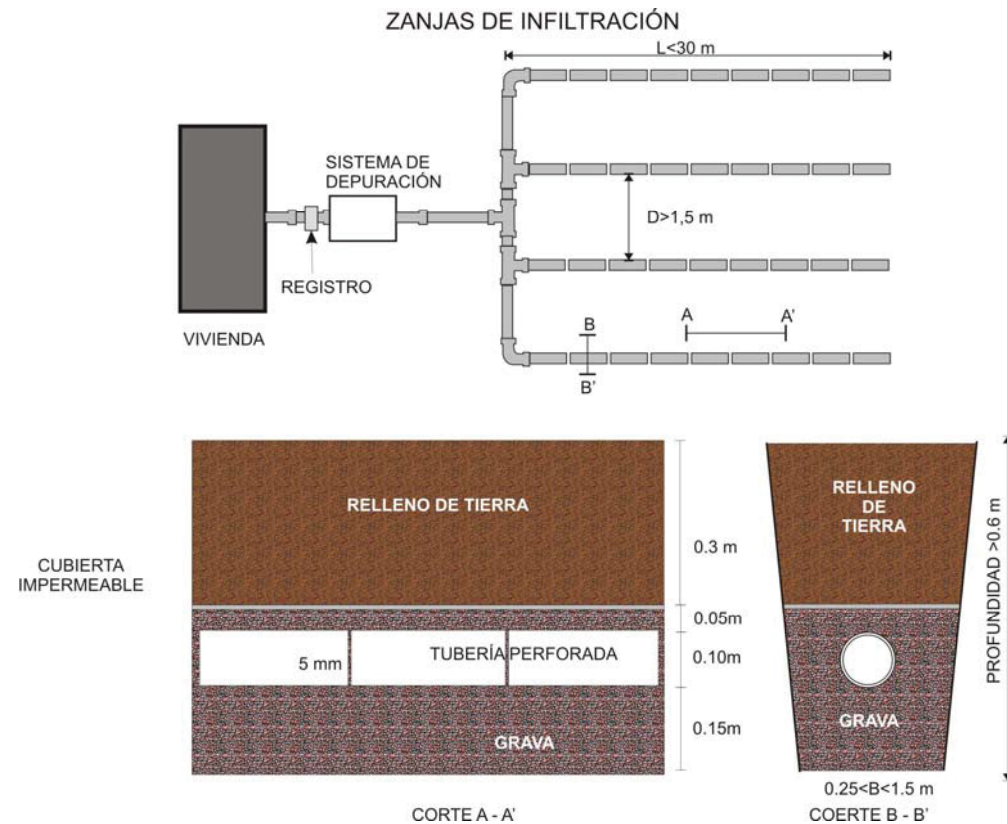 ZANJAS DE INFILTRACIÓN
L<30 m
SISTEMA DE
DEPURACIÓN
D>1,5 m
REGISTRO
VIVIENDA
A
A'
B
B'
RELLENO DE TIERRA
RELLENO
DE
TIERRA
CUBIERTA
IMPERMEABLE
0.3 m
0.05m
5 mm
TUBERÍA PERFORADA
0.10m
GRAVA
0.15m
GRAVA
PROFUNDIDAD >0.6 m
0.25<B<1.5 m
CORTE A - A'
COERTE B - B'